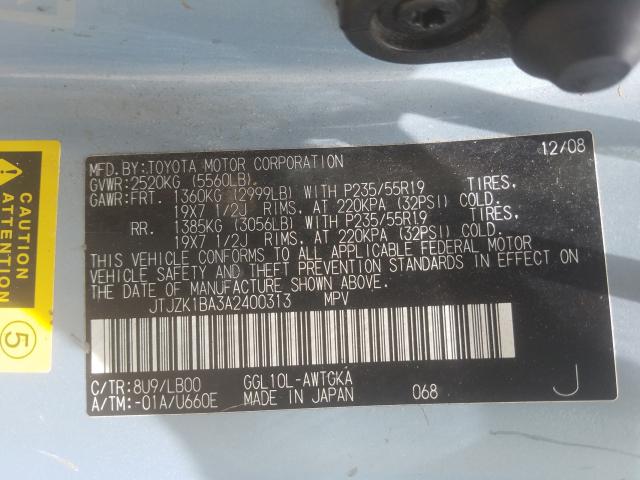 MFD.BY:TOYOTA MOTOR CORPORATION 12/08
GVWR:2520KG (5560LB)
GAWR:FRT. 1360KG (2999LB) WITH P235/55R19 TIRES,
19X7 1/2J RIMS, AT 220KPA (32PSI) COLD.
RR. 1385KG (3056LB) WITH P235/55R19 TIRES,
19X7 1/2J RIMS, AT 220KPA (32PSI) COLD.
THIS VEHICLE CONFORMS TO ALL APPLICABLE FEDERAL MOTOR
VEHICLE SAFETY AND THEFT PREVENTION STANDARDS IN EFFECT ON
THE DATE OF MANUFACTURE SHOWN ABOVE.
JTJZK1BA3A2400313 MPV
C/TR:8U9/LB00 GGL10L-AWTGKA
A/TM:-01A/U660E MADE IN JAPAN 068 J
CAUTION
ATTENTION
5